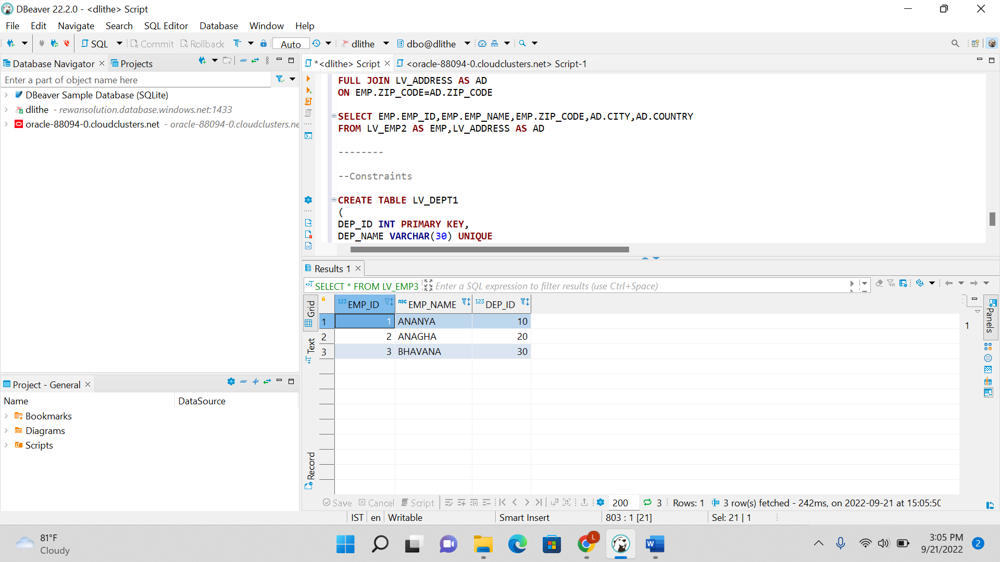 DBeaver 22.2.0 - <dlithe> Script
File Edit Navigate Search SQL Editor Database Window Help
SQL Commit Rollback Auto dlithe dbo@dlithe
Database Navigator Projects
Enter a part of object name here
DBeaver Sample Database (SQLite)
dlithe - rewansolution.database.windows.net:1433
oracle-88094-0.cloudclusters.net - oracle-88094-0.cloudclusters.ne
*<dlithe> Script <oracle-88094-0.cloudclusters.net> Script-1
FULL JOIN LV_ADDRESS AS AD
ON EMP.ZIP_CODE=AD.ZIP_CODE
SELECT EMP.EMP_ID,EMP.EMP_NAME,EMP.ZIP_CODE,AD.CITY,AD.COUNTRY
FROM LV_EMP2 AS EMP,LV_ADDRESS AS AD
--------
--Constraints
CREATE TABLE LV_DEPT1
(
DEP_ID INT PRIMARY KEY,
DEP_NAME VARCHAR(30) UNIQUE
Results 1
SELECT * FROM LV_EMP3 Enter a SQL expression to filter results (use Ctrl+Space)
Grid
Text
Record
123 EMP_ID ABC EMP_NAME 123 DEP_ID
1 1 ANANYA 10
2 2 ANAGHA 20
3 3 BHAVANA 30
1
Panels
Save Cancel Script 200 3 Rows: 1 3 row(s) fetched - 242ms, on 2022-09-21 at 15:05:50
Project - General
Name DataSource
Bookmarks
Diagrams
Scripts
IST en Writable Smart Insert 803 : 1 [21] Sel: 21 | 1
81°F
Cloudy
L
W
3:05 PM
9/21/2022
2